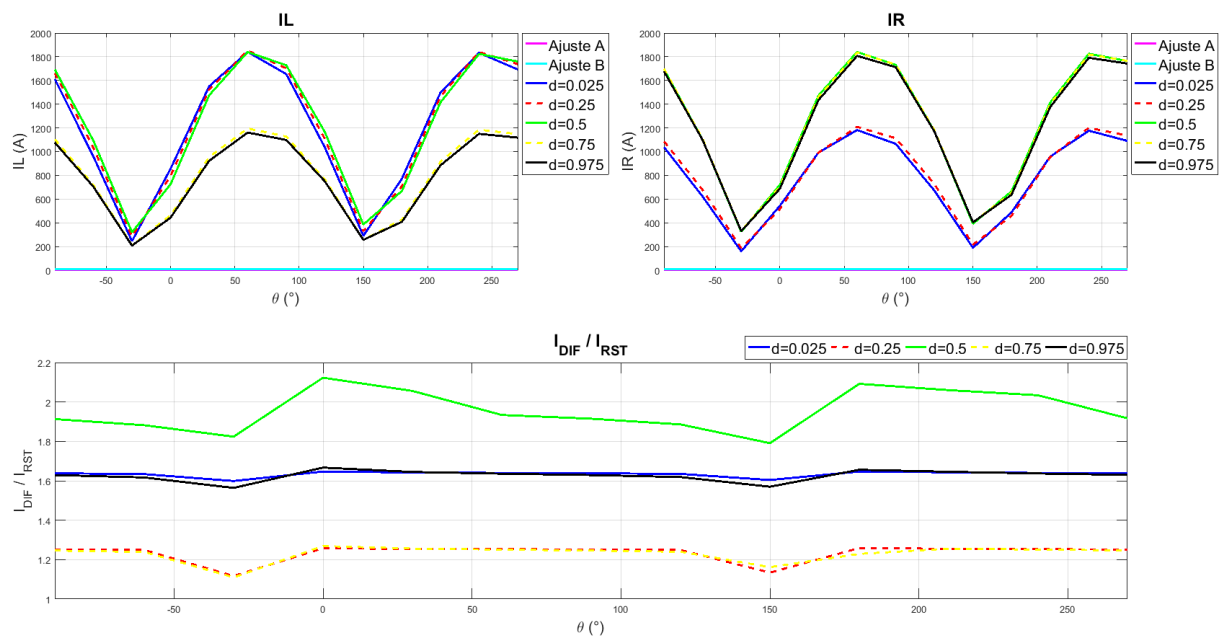 IL
IL (A)
2000
1800
1600
1400
1200
1000
800
600
400
200
0
-50
0
50
100
150
200
250
θ (°)
Ajuste A
Ajuste B
d=0.025
d=0.25
d=0.5
d=0.75
d=0.975
IR
IR (A)
2000
1800
1600
1400
1200
1000
800
600
400
200
0
-50
0
50
100
150
200
250
θ (°)
Ajuste A
Ajuste B
d=0.025
d=0.25
d=0.5
d=0.75
d=0.975
I_DIF / I_RST
d=0.025 d=0.25 d=0.5 d=0.75 d=0.975
I_DIF / I_RST
2.2
2
1.8
1.6
1.4
1.2
1
-50
0
50
100
150
200
250
θ (°)